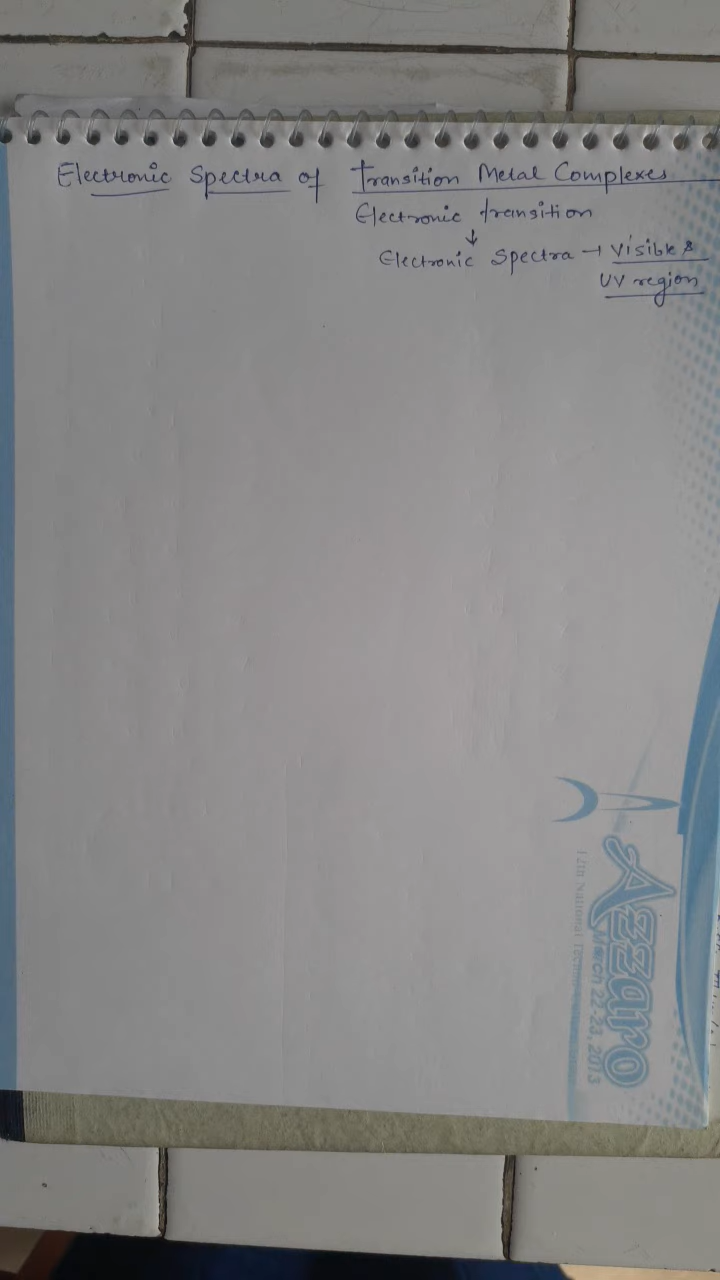 Electronic Spectra of Transition Metal Complexes
Electronic transition
↓
Electronic Spectra → Visible &
UV region
Azzaro
March 22-23, 2013
12th National